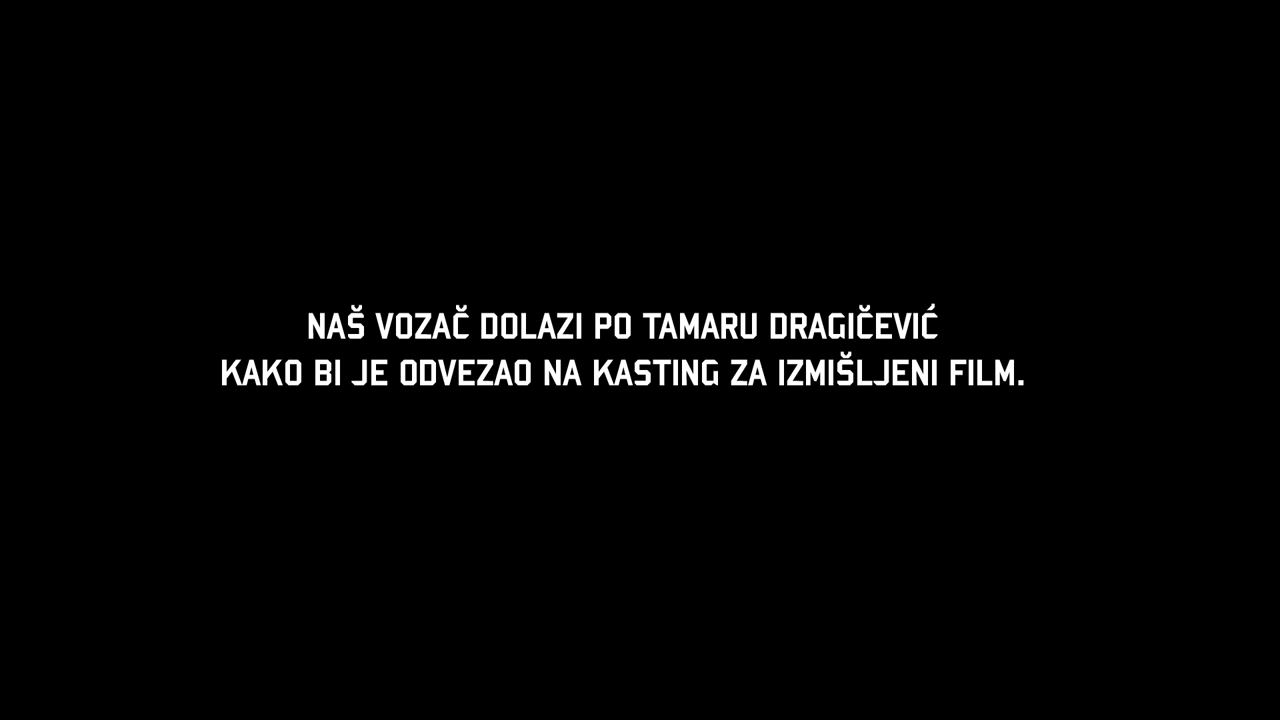 NAŠ VOZAČ DOLAZI PO TAMARU DRAGIČEVIĆ
KAKO BI JE ODVEZAO NA KASTING ZA IZMIŠLJENI FILM.